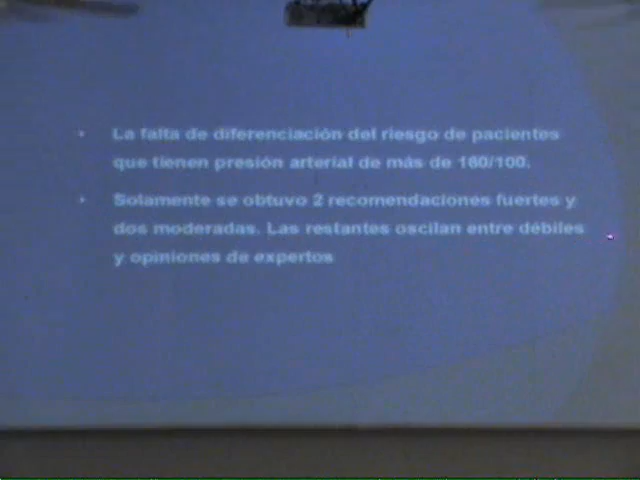 • La falta de diferenciación del riesgo de pacientes
que tienen presión arterial de más de 160/100.
• Solamente se obtuvo 2 recomendaciones fuertes y
dos moderadas. Las restantes oscilan entre débiles
y opiniones de expertos